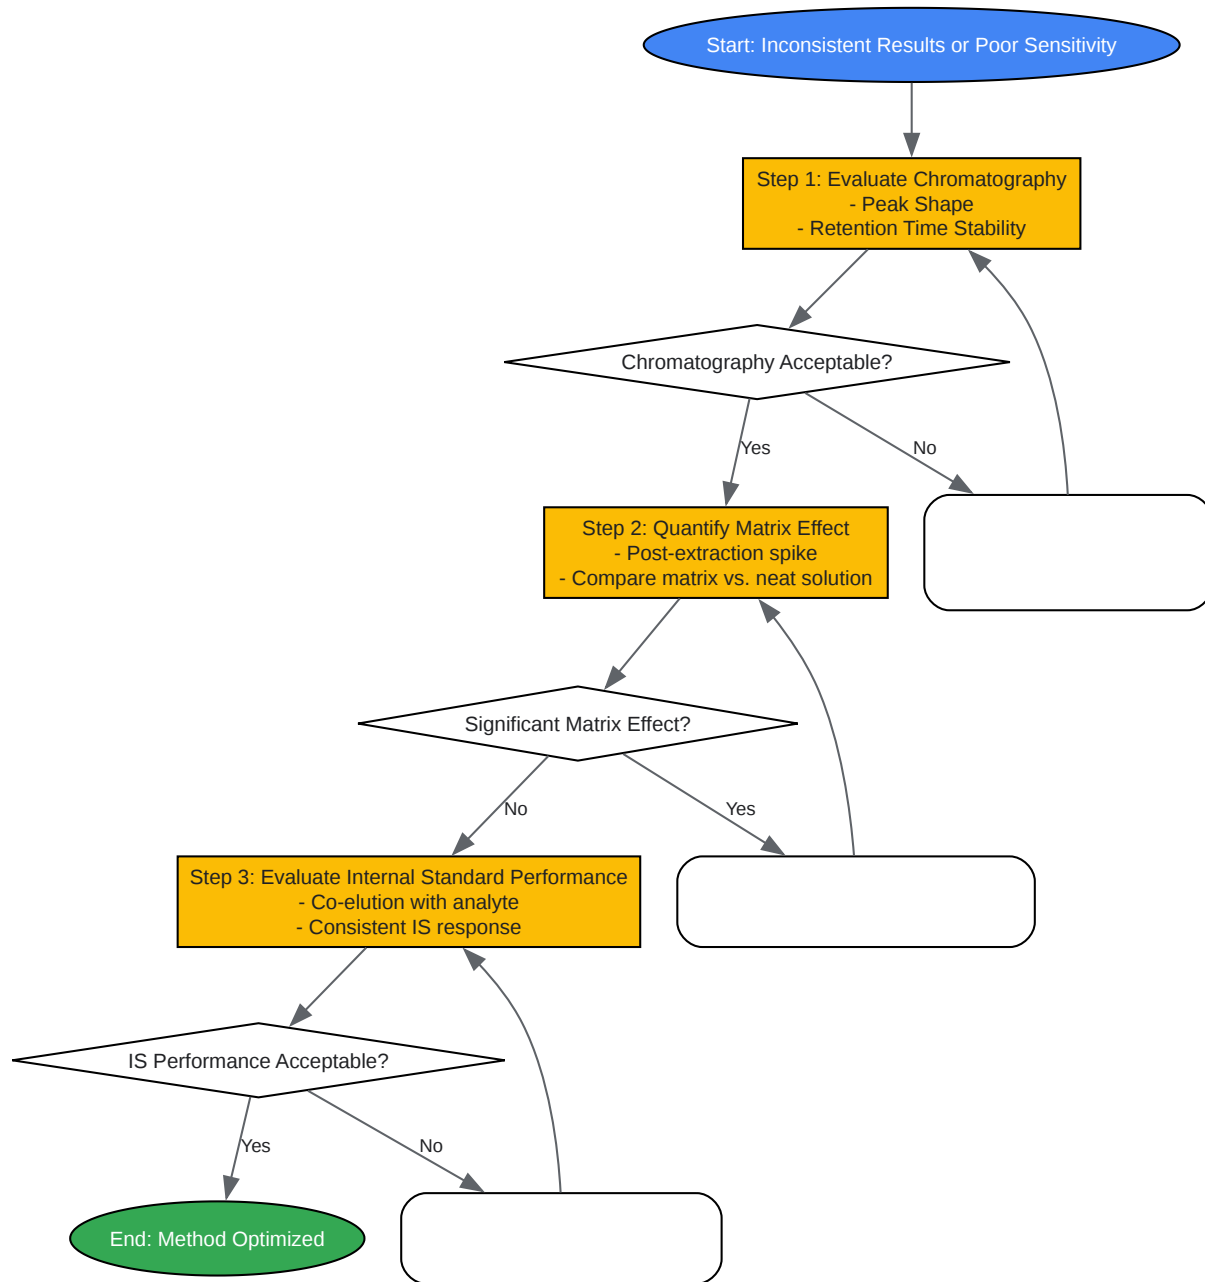 Start: Inconsistent Results or Poor Sensitivity
Step 1: Evaluate Chromatography
- Peak Shape
- Retention Time Stability
Chromatography Acceptable?
Yes
No
Step 2: Quantify Matrix Effect
- Post-extraction spike
- Compare matrix vs. neat solution
Significant Matrix Effect?
No
Yes
Step 3: Evaluate Internal Standard Performance
- Co-elution with analyte
- Consistent IS response
IS Performance Acceptable?
Yes
No
End: Method Optimized